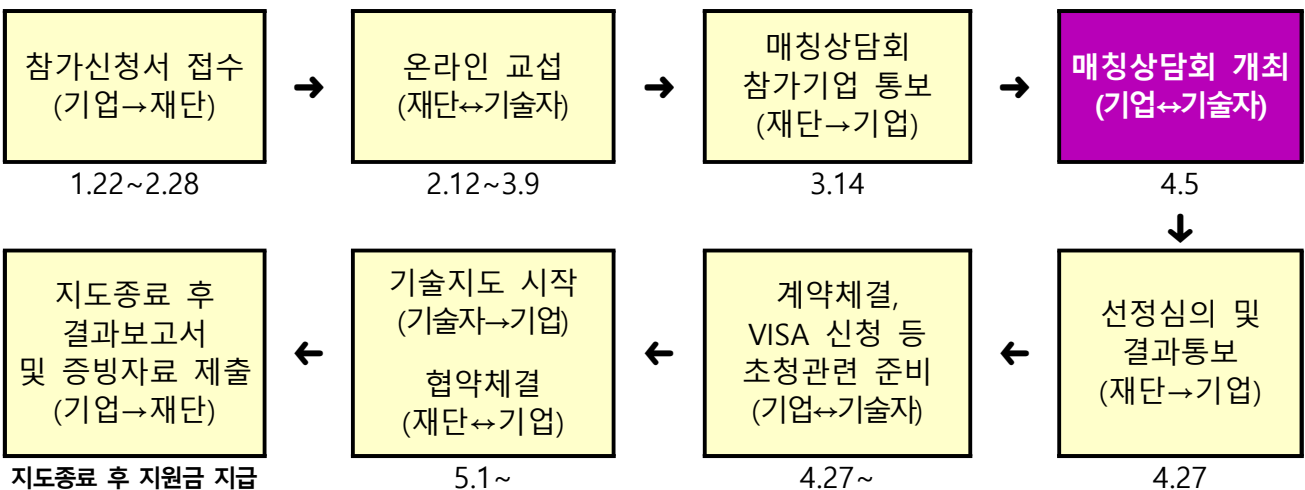 참가신청서 접수
(기업→재단)
1.22~2.28
➜
온라인 교섭
(재단↔기술자)
2.12~3.9
➜
매칭상담회
참가기업 통보
(재단→기업)
3.14
➜
매칭상담회 개최
(기업↔기술자)
4.5
↓
선정심의 및
결과통보
(재단→기업)
4.27
←
계약체결,
VISA 신청 등
초청관련 준비
(기업↔기술자)
4.27~
←
기술지도 시작
(기술자→기업)
협약체결
(재단↔기업)
5.1~
←
지도종료 후
결과보고서
및 증빙자료 제출
(기업→재단)
지도종료 후 지원금 지급